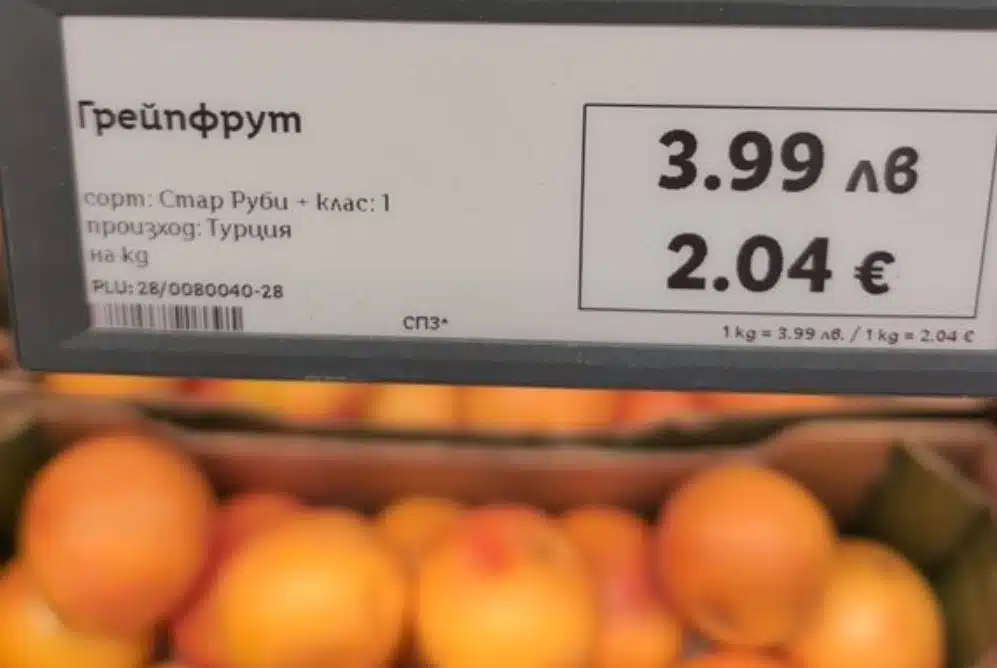 Грейпфрут
сорт: Стар Руби + клас: 1
произход: Турция
на kg
PLU: 28/0080040-28
СПЗ*
3.99 лв
2.04 €
1 kg = 3.99 лв. / 1 kg = 2.04 €